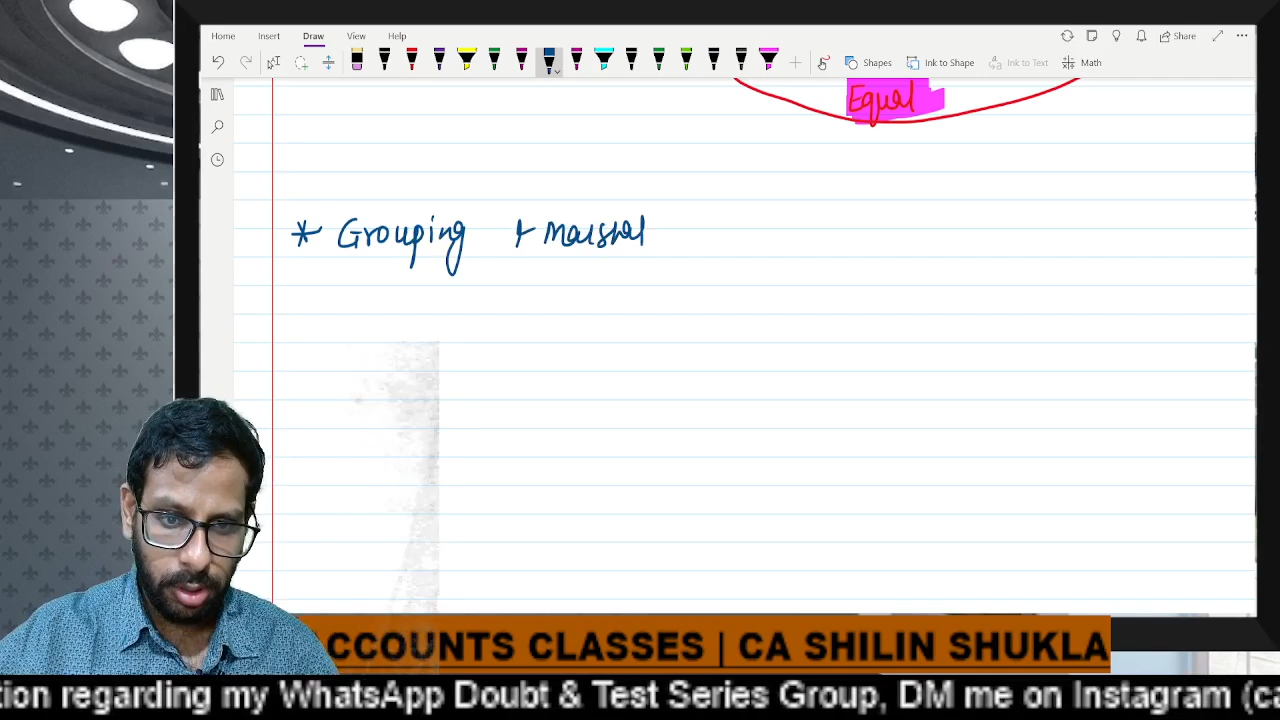 Home Insert Draw View Help
Share
Shapes Ink to Shape Ink to Text Math
Equal
* Grouping + Marshal
CCOUNTS CLASSES | CA SHILIN SHUKLA
tion regarding my WhatsApp Doubt & Test Series Group, DM me on Instagram (ca